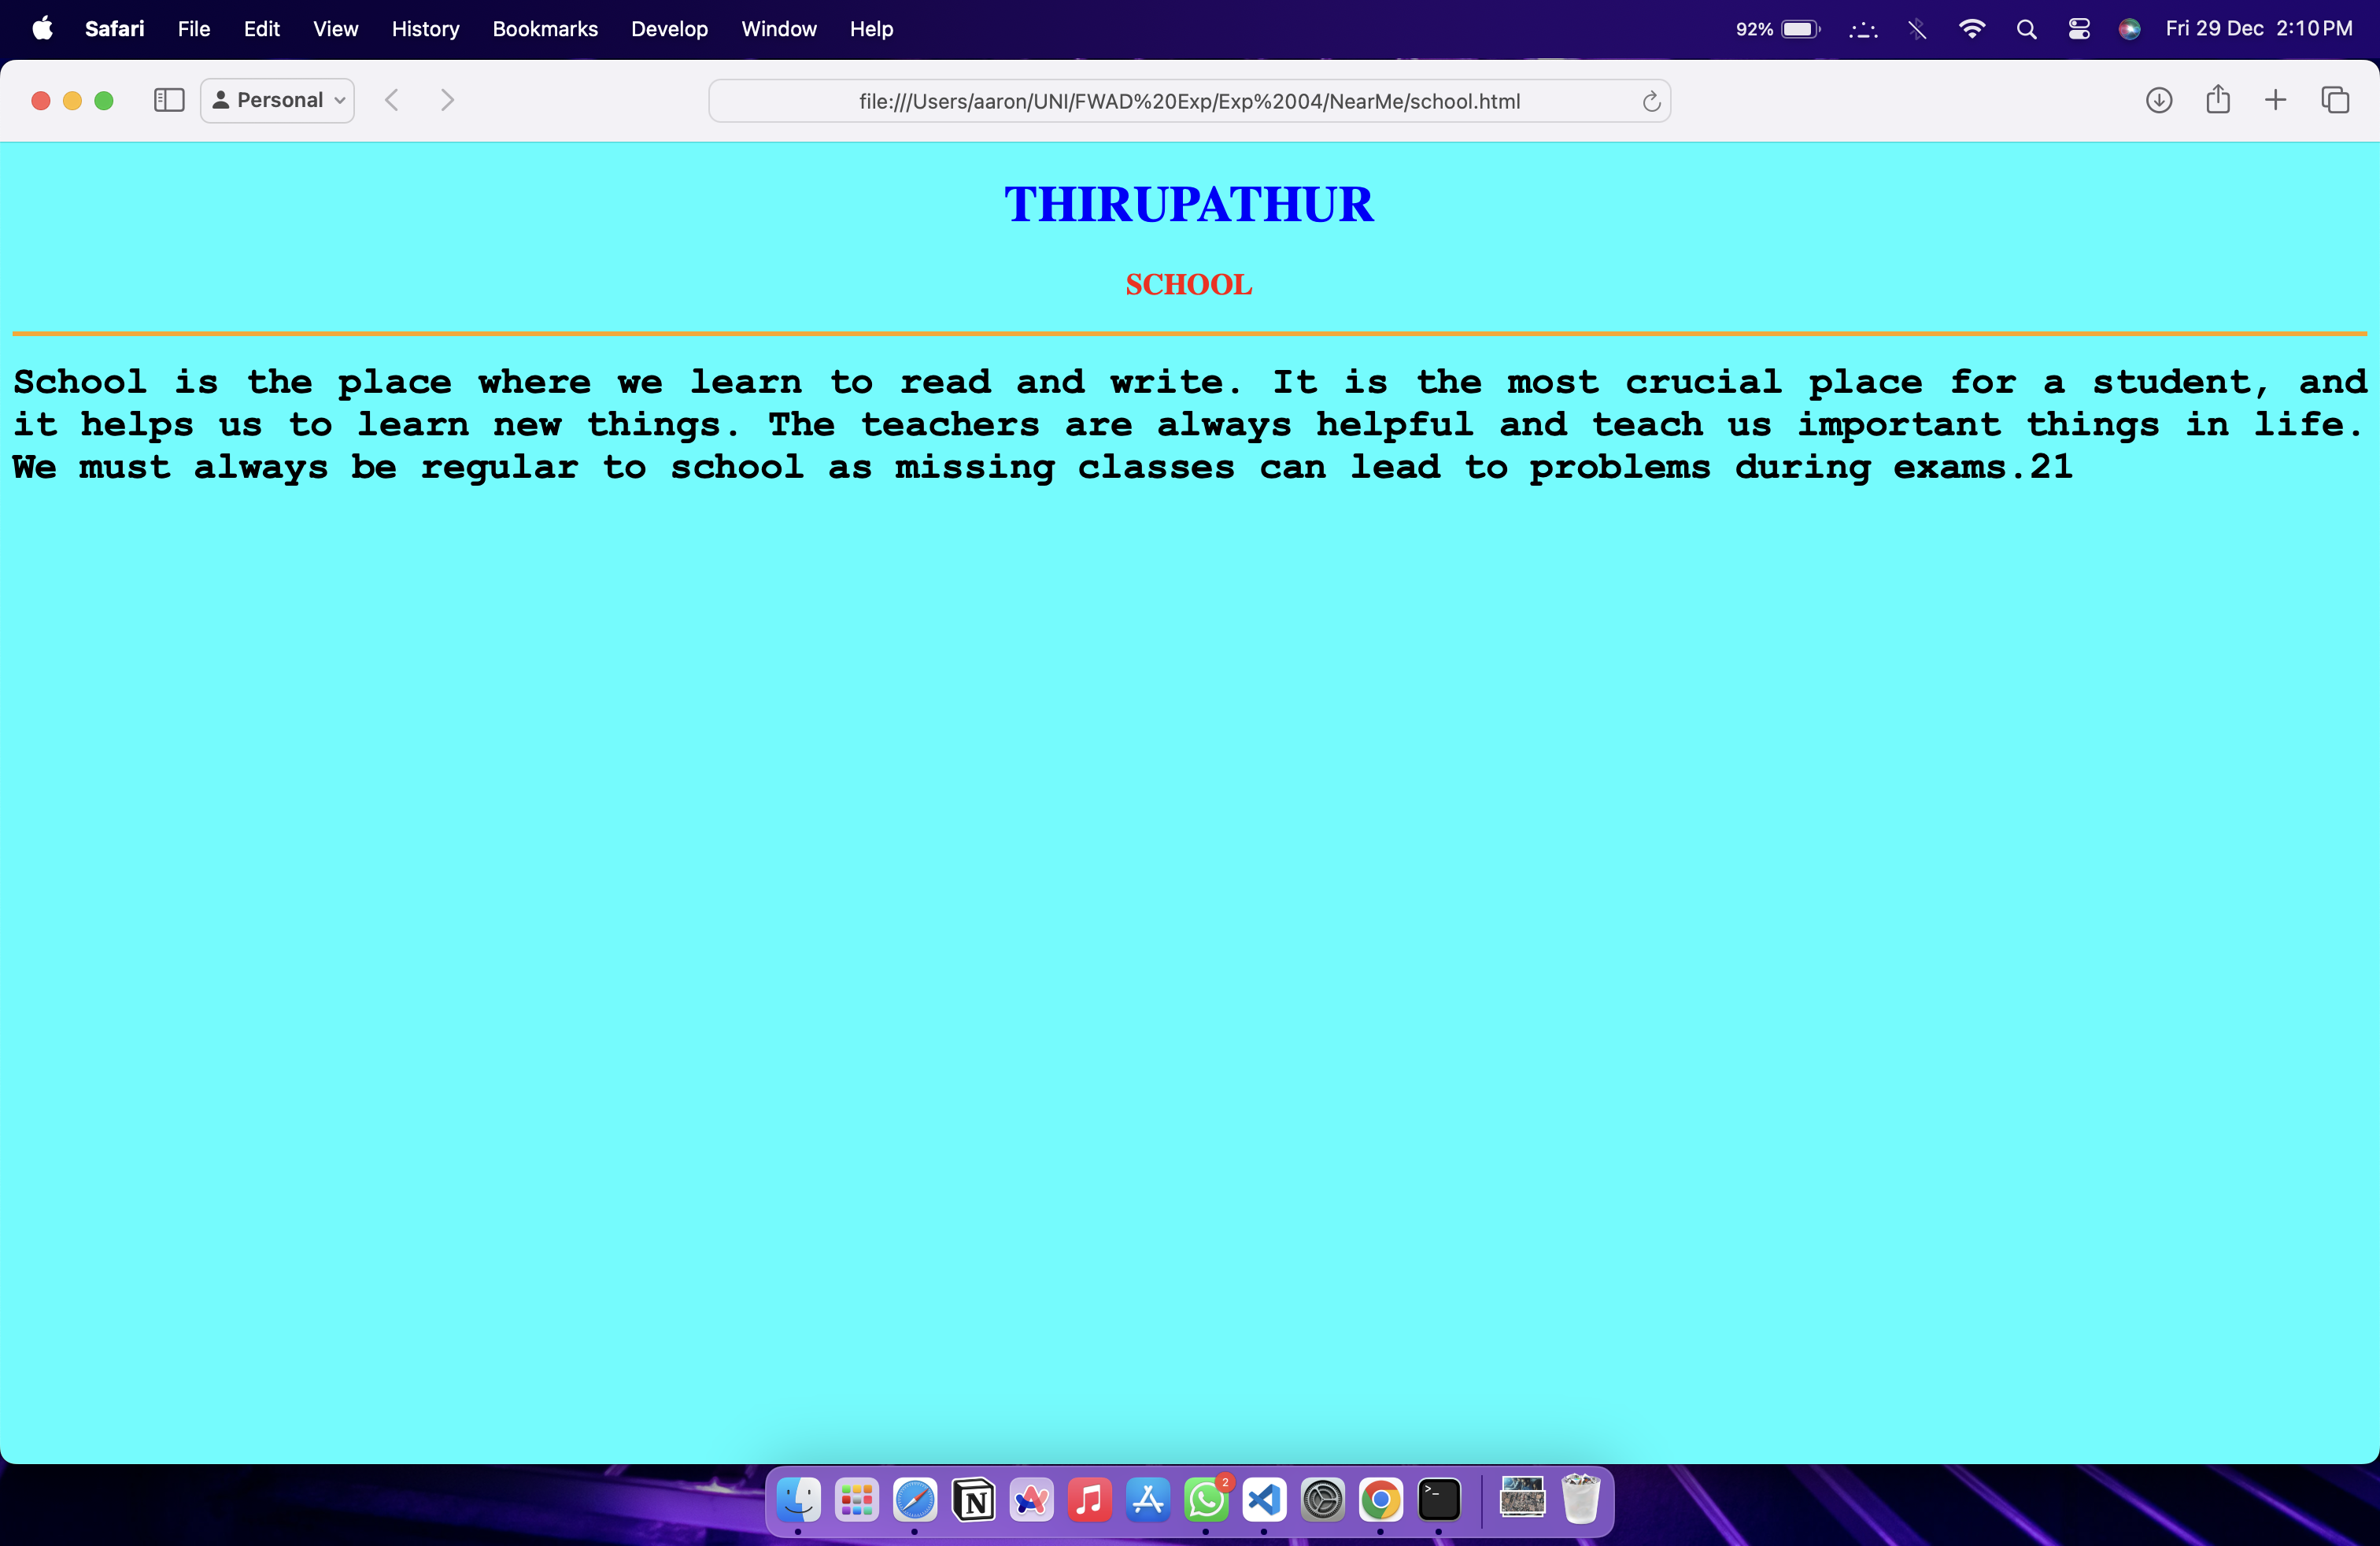 Safari File Edit View History Bookmarks Develop Window Help 92% Fri 29 Dec 2:10 PM
Personal file:///Users/aaron/UNI/FWAD%20Exp/Exp%2004/NearMe/school.html
THIRUPATHUR
SCHOOL
School is the place where we learn to read and write. It is the most crucial place for a student, and
it helps us to learn new things. The teachers are always helpful and teach us important things in life.
We must always be regular to school as missing classes can lead to problems during exams.21
2